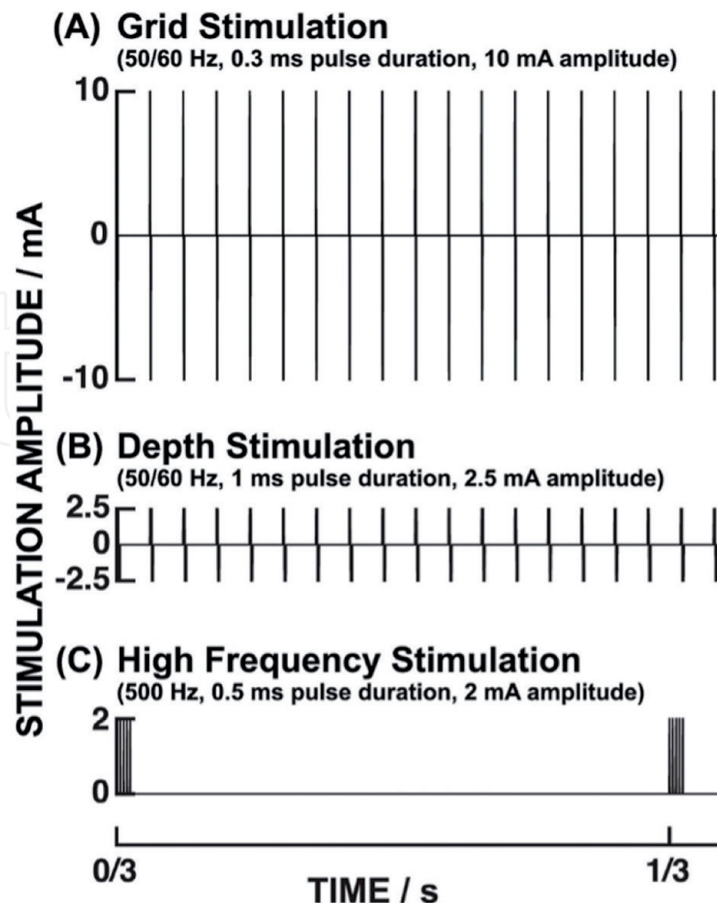 (A) Grid Stimulation
(50/60 Hz, 0.3 ms pulse duration, 10 mA amplitude)
10
0
-10
STIMULATION AMPLITUDE / mA
(B) Depth Stimulation
(50/60 Hz, 1 ms pulse duration, 2.5 mA amplitude)
2.5
0
-2.5
(C) High Frequency Stimulation
(500 Hz, 0.5 ms pulse duration, 2 mA amplitude)
2
0
0/3
1/3
TIME / s